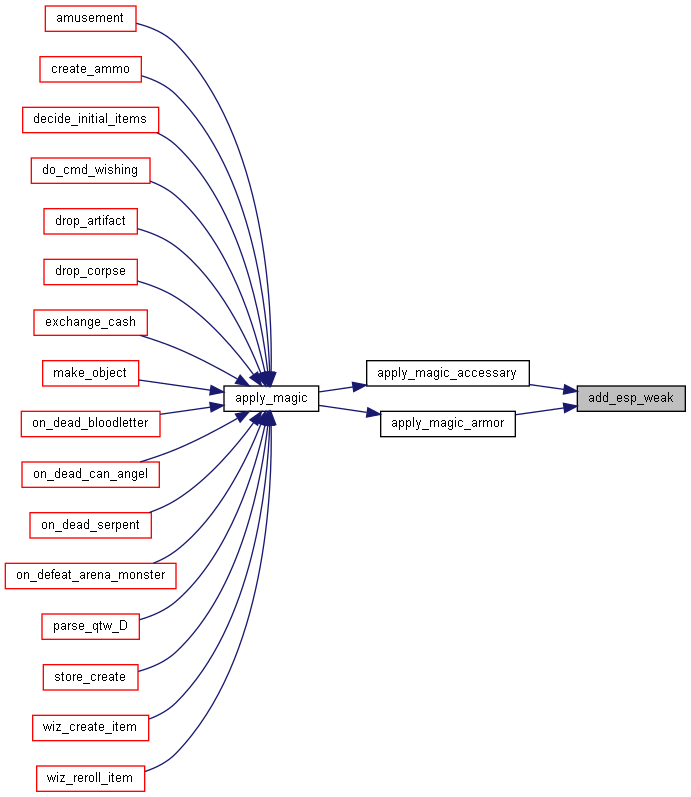 amusement
create_ammo
decide_initial_items
do_cmd_wishing
drop_artifact
drop_corpse
exchange_cash
make_object
on_dead_bloodletter
on_dead_can_angel
on_dead_serpent
on_defeat_arena_monster
parse_qtw_D
store_create
wiz_create_item
wiz_reroll_item
apply_magic
apply_magic_accessary
apply_magic_armor
add_esp_weak